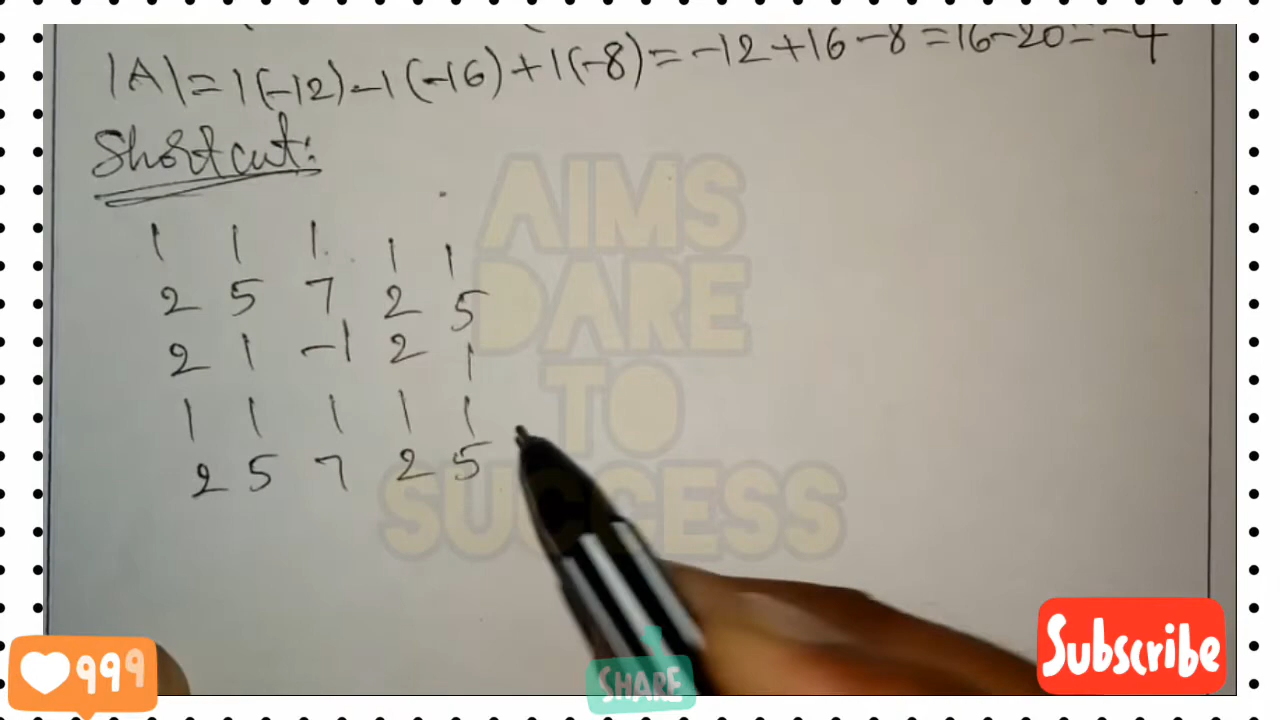 |A| = 1(-12) - 1(-16) + 1(-8) = -12 + 16 - 8 = 16 - 20 = -4
Shortcut:
1 1 1 1 1
2 5 7 2 5
2 1 -1 2 1
1 1 1 1 1
2 5 7 2 5
AIMS
DARE
TO
SUCCESS
999
SHARE
Subscribe